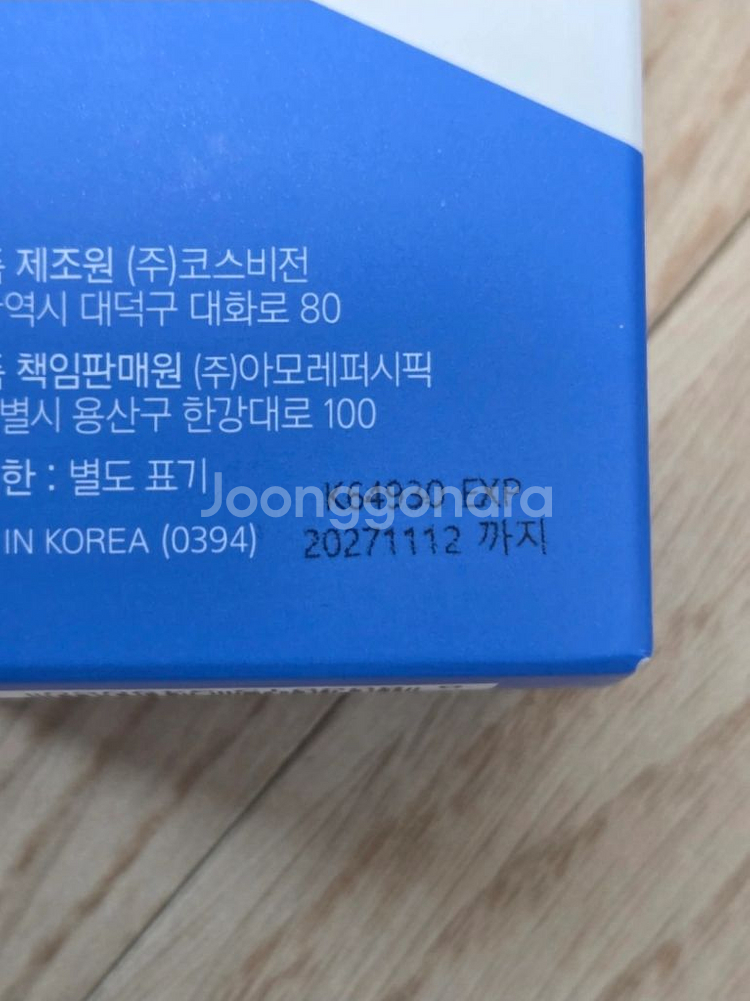 제조원 (주)코스비전
역시 대덕구 대화로 80
책임판매원 (주)아모레퍼시픽
별시 용산구 한강대로 100
한 : 별도 표기
K64930 EXP
IN KOREA (0394)
20271112 까지
Joonggonara